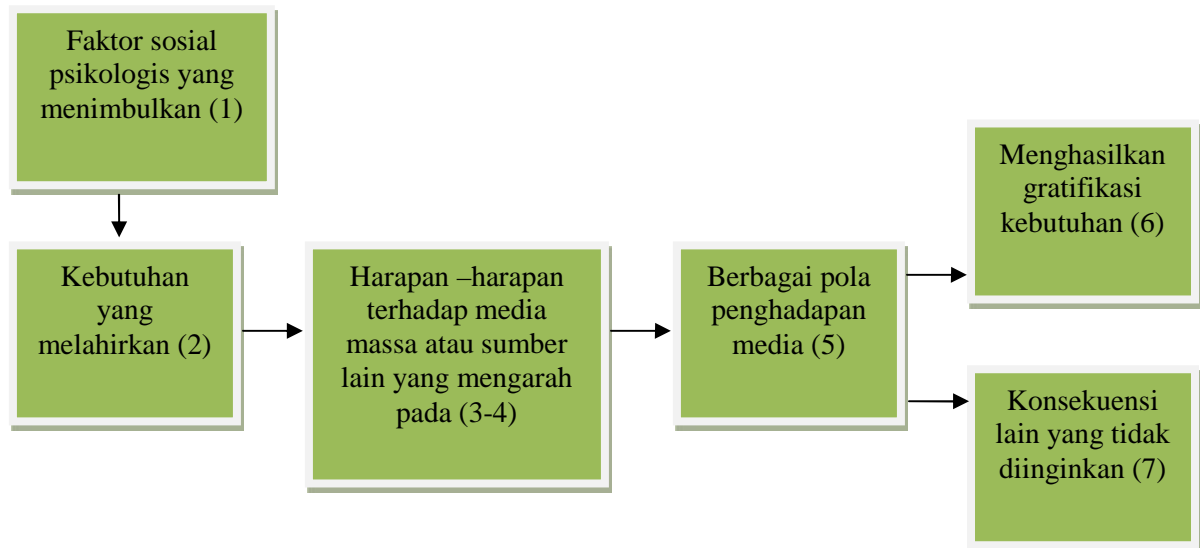 Faktor sosial
psikologis yang
menimbulkan (1)
Kebutuhan
yang
melahirkan (2)
Harapan –harapan
terhadap media
massa atau sumber
lain yang mengarah
pada (3-4)
Berbagai pola
penghadapan
media (5)
Menghasilkan
gratifikasi
kebutuhan (6)
Konsekuensi
lain yang tidak
diinginkan (7)